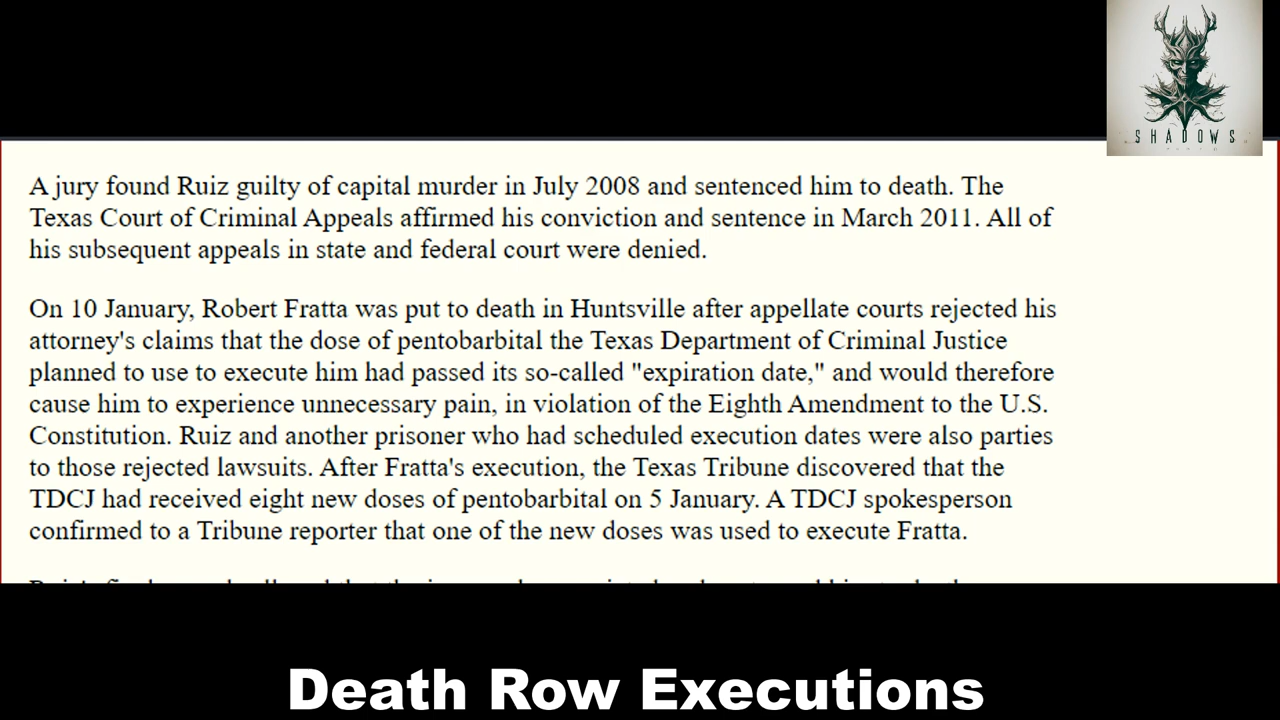 SHADOWS
A jury found Ruiz guilty of capital murder in July 2008 and sentenced him to death. The
Texas Court of Criminal Appeals affirmed his conviction and sentence in March 2011. All of
his subsequent appeals in state and federal court were denied.
On 10 January, Robert Fratta was put to death in Huntsville after appellate courts rejected his
attorney's claims that the dose of pentobarbital the Texas Department of Criminal Justice
planned to use to execute him had passed its so-called "expiration date," and would therefore
cause him to experience unnecessary pain, in violation of the Eighth Amendment to the U.S.
Constitution. Ruiz and another prisoner who had scheduled execution dates were also parties
to those rejected lawsuits. After Fratta's execution, the Texas Tribune discovered that the
TDCJ had received eight new doses of pentobarbital on 5 January. A TDCJ spokesperson
confirmed to a Tribune reporter that one of the new doses was used to execute Fratta.
Death Row Executions